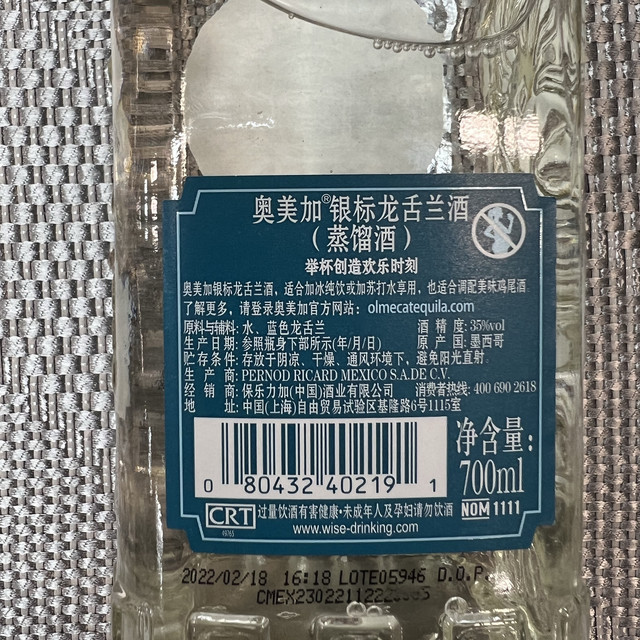 奥美加®银标龙舌兰酒
（蒸馏酒）
举杯创造欢乐时刻
奥美加银标龙舌兰酒，适合加冰纯饮或加苏打水享用，也适合调配美味鸡尾酒.
了解更多，请登录奥美加官方网站：olmecatequila.com
原料与辅料: 水、蓝色龙舌兰 酒 精 度: 35%vol
生产日期: 参照瓶身下部所示(年/月/日) 原 产 国: 墨西哥
贮存条件: 存放于阴凉、干燥、通风环境下，避免阳光直射
生 产 商: PERNOD RICARD MEXICO S.A.DE C.V.
经 销 商: 保乐力加(中国)酒业有限公司 消费者热线: 400 690 2618
地 址: 中国(上海)自由贸易试验区基隆路6号1115室
净含量:
700ml
0 80432 40219 1
CRT 过量饮酒有害健康·未成年人及孕妇请勿饮酒 NOM 1111
www.wise-drinking.com
2022/02/18 16:18 LOTE05946 D.O.P.